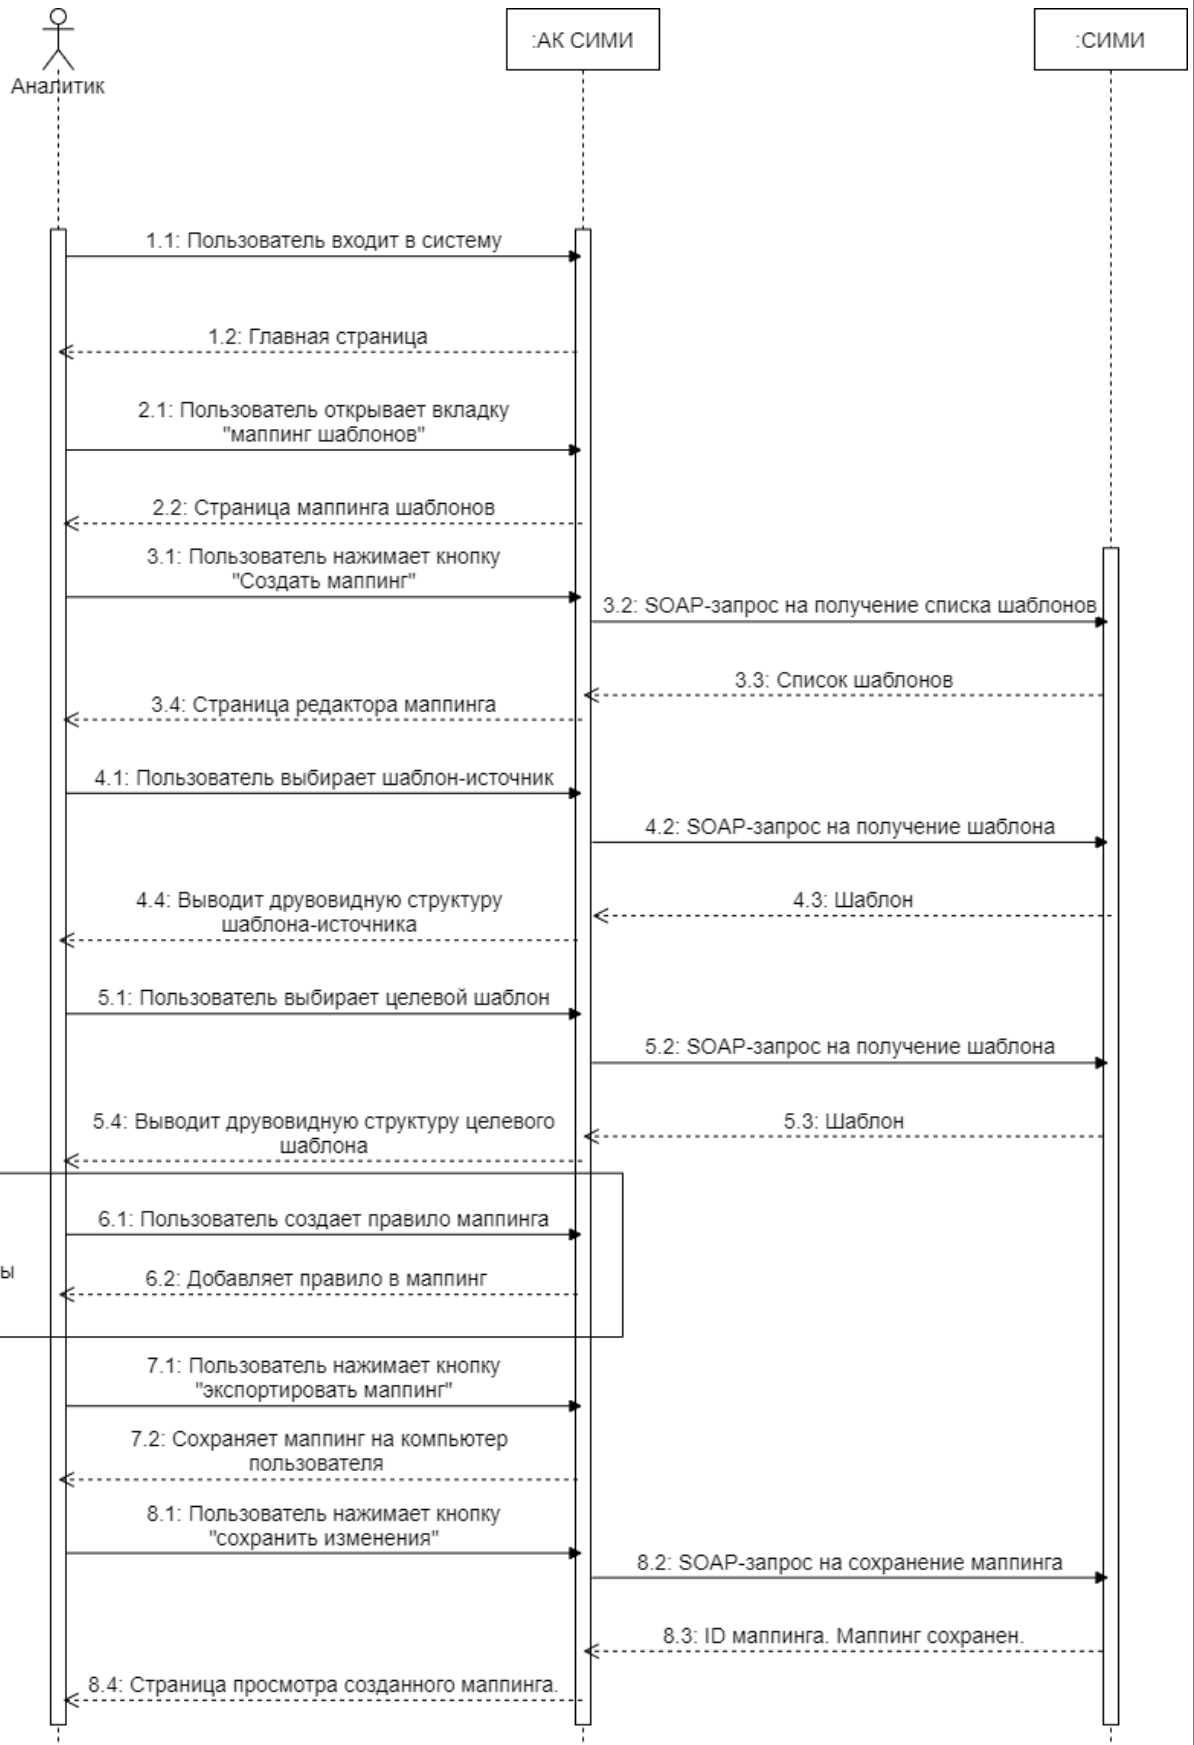 :АК СИМИ
:СИМИ
Аналитик
1.1: Пользователь входит в систему
1.2: Главная страница
2.1: Пользователь открывает вкладку
"маппинг шаблонов"
2.2: Страница маппинга шаблонов
3.1: Пользователь нажимает кнопку
"Создать маппинг"
3.2: SOAP-запрос на получение списка шаблонов
3.3: Список шаблонов
3.4: Страница редактора маппинга
4.1: Пользователь выбирает шаблон-источник
4.2: SOAP-запрос на получение шаблона
4.3: Шаблон
4.4: Выводит друвовидную структуру
шаблона-источника
5.1: Пользователь выбирает целевой шаблон
5.2: SOAP-запрос на получение шаблона
5.3: Шаблон
5.4: Выводит друвовидную структуру целевого
шаблона
6.1: Пользователь создает правило маппинга
ы
6.2: Добавляет правило в маппинг
7.1: Пользователь нажимает кнопку
"экспортировать маппинг"
7.2: Сохраняет маппинг на компьютер
пользователя
8.1: Пользователь нажимает кнопку
"сохранить изменения"
8.2: SOAP-запрос на сохранение маппинга
8.3: ID маппинга. Маппинг сохранен.
8.4: Страница просмотра созданного маппинга.